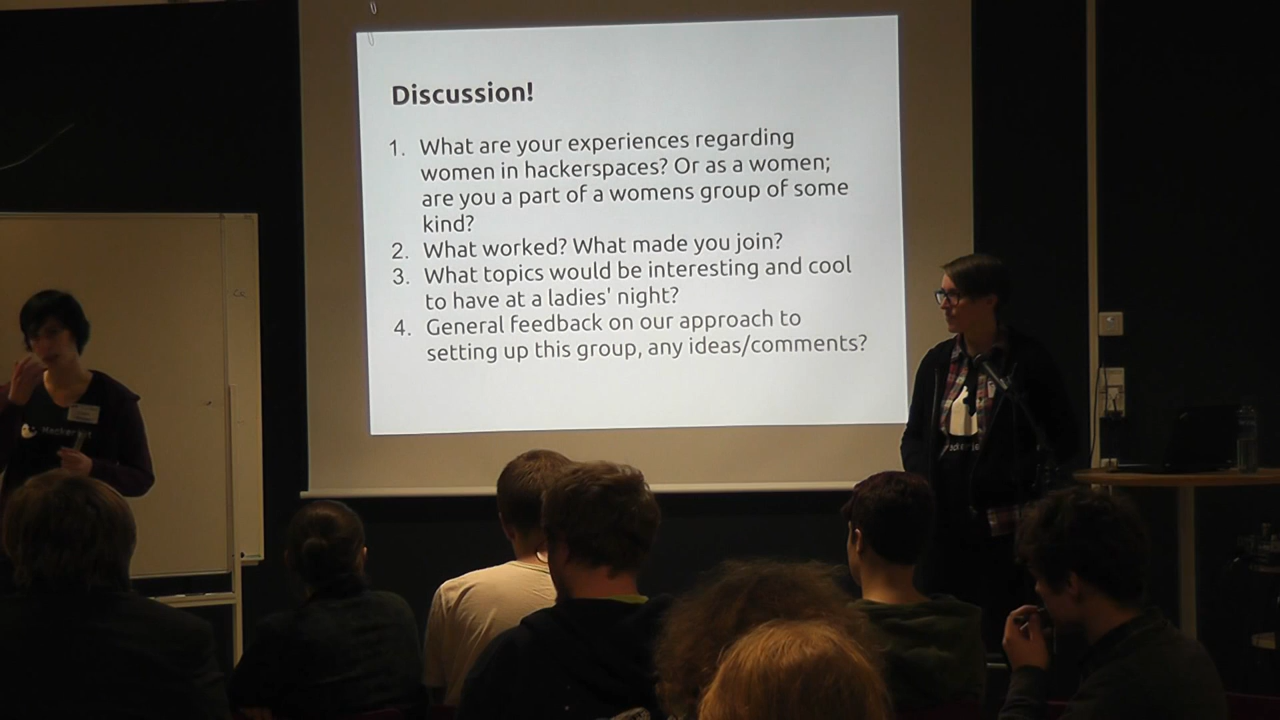 Discussion!
1. What are your experiences regarding
women in hackerspaces? Or as a women;
are you a part of a womens group of some
kind?
2. What worked? What made you join?
3. What topics would be interesting and cool
to have at a ladies' night?
4. General feedback on our approach to
setting up this group, any ideas/comments?